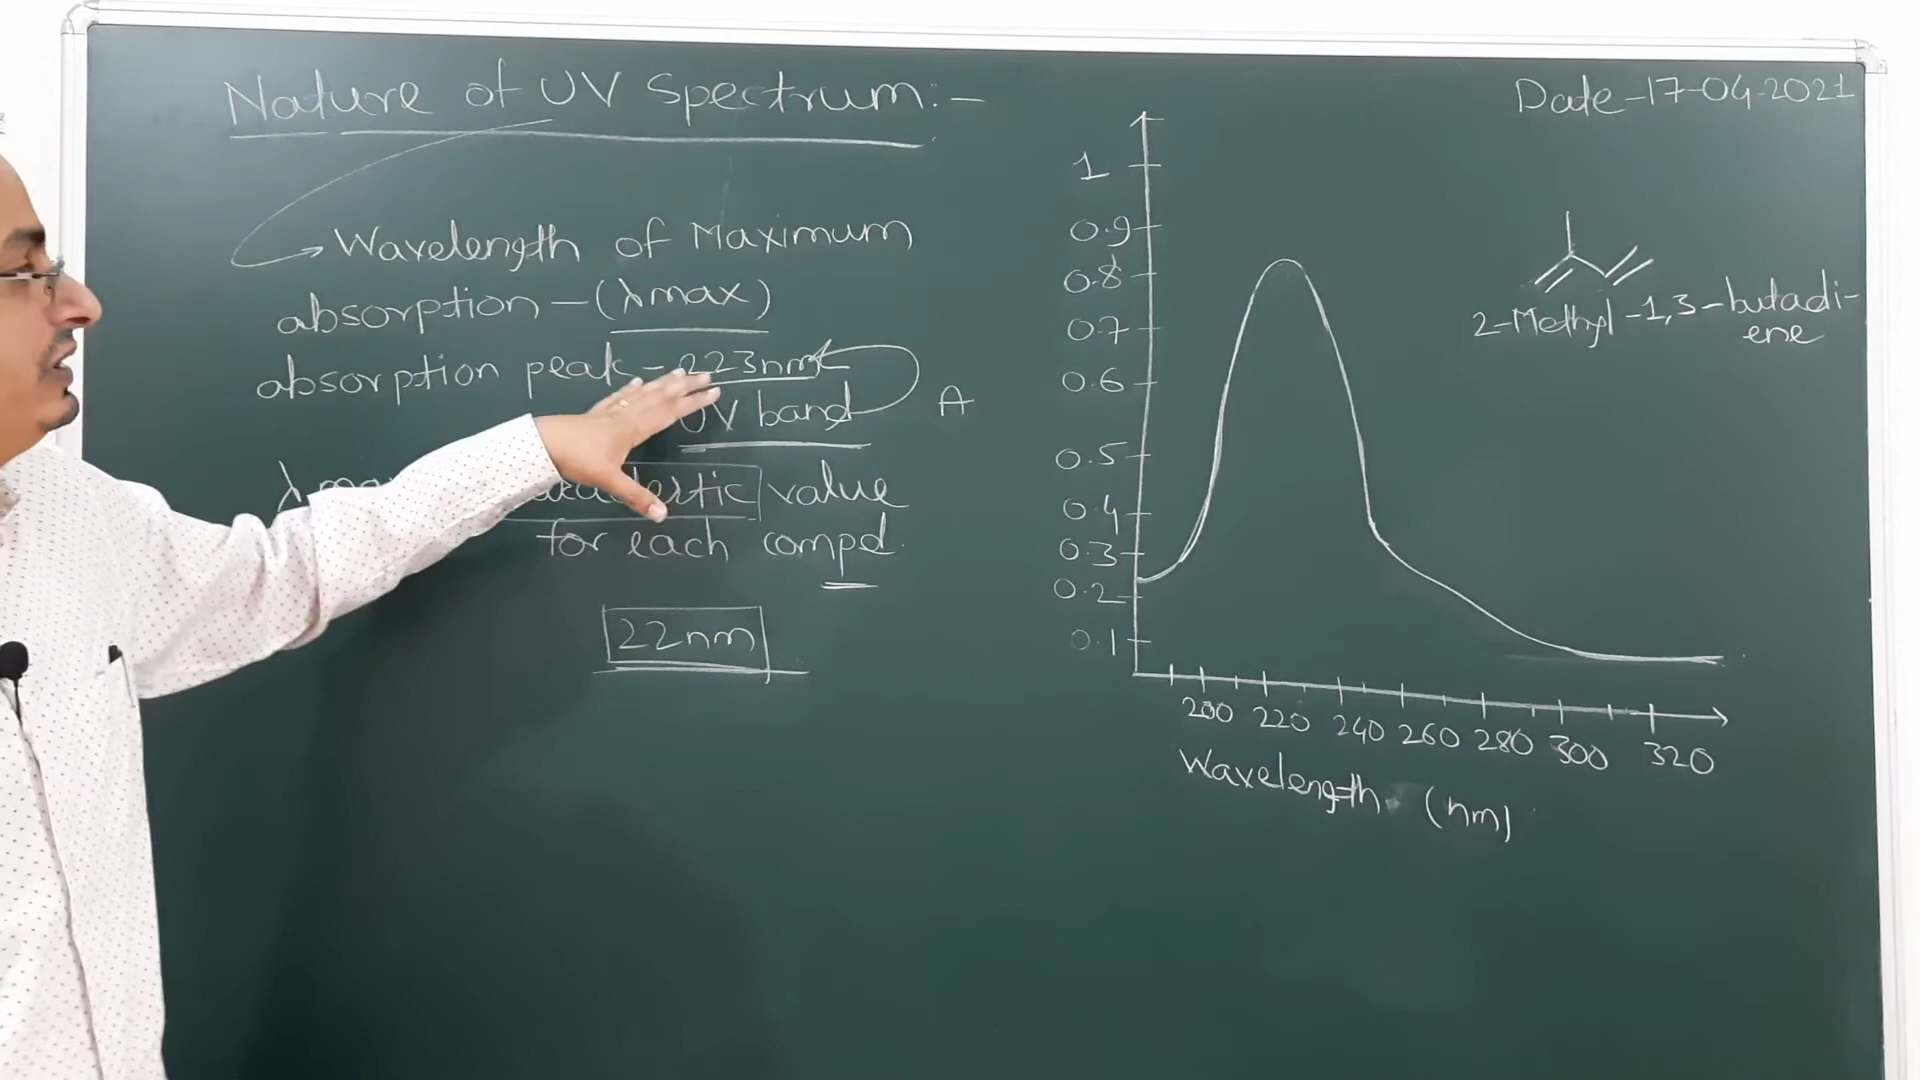 Nature of UV Spectrum:-
Date-17-04-2021
→ Wavelength of Maximum
absorption-(λmax)
absorption peak-223nm
UV band
value
for each compd.
22nm
A
1
0.9
0.8
0.7
0.6
0.5
0.4
0.3
0.2
0.1
200 220 240 260 280 300 320
Wavelength (nm)
2-Methyl-1,3-butadi-
ene